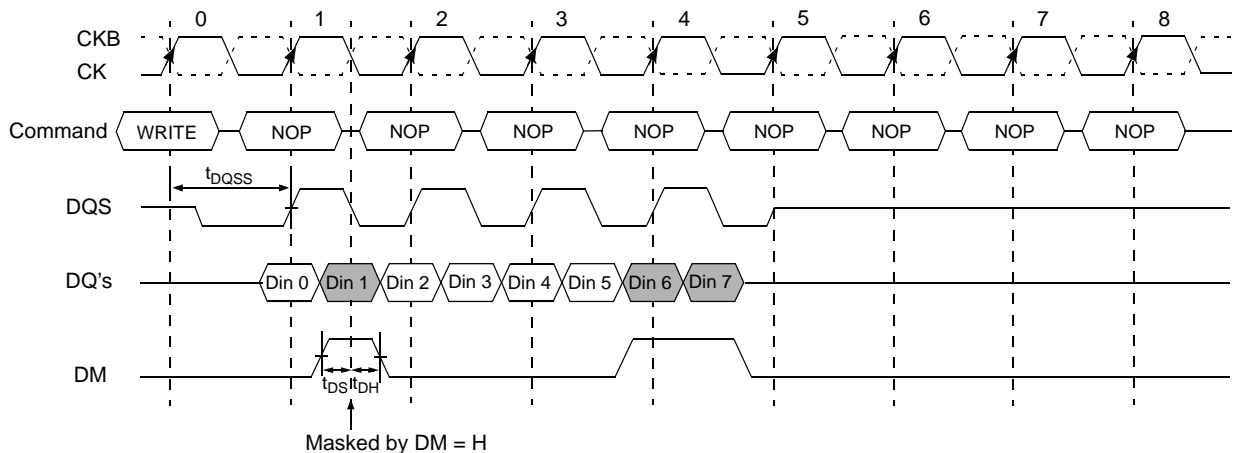 0 1 2 3 4 5 6 7 8
CKB
CK
Command WRITE NOP NOP NOP NOP NOP NOP NOP NOP
tDQSS
DQS
DQ's Din 0 Din 1 Din 2 Din 3 Din 4 Din 5 Din 6 Din 7
DM
tDS tDH
Masked by DM = H